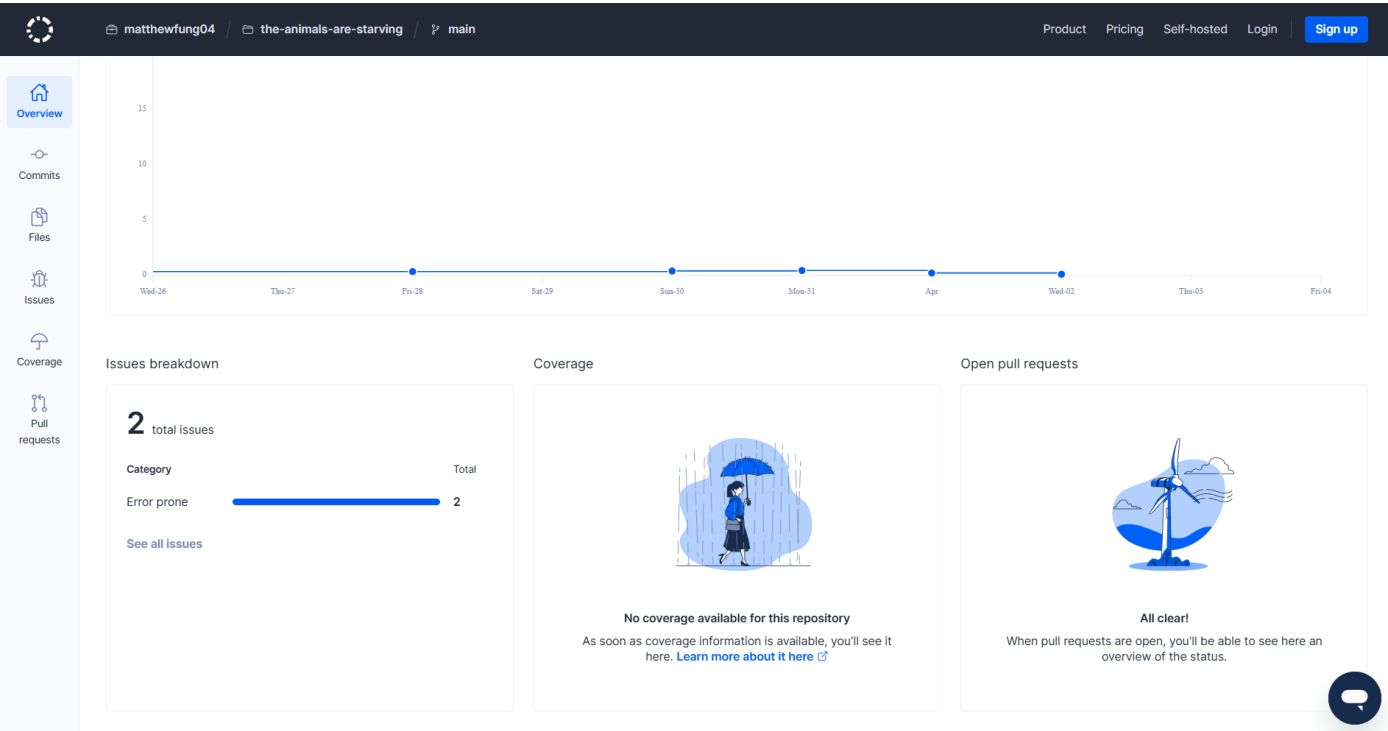 matthewfung04 / the-animals-are-starving / main
Product Pricing Self-hosted Login Sign up
Overview
Commits
Files
Issues
Coverage
Pull
requests
15
10
5
0
Wed-26 Thu-27 Fri-28 Sat-29 Sun-30 Mon-31 Apr Wed-02 Thu-03 Fri-04
Issues breakdown
2 total issues
Category Total
Error prone 2
See all issues
Coverage
No coverage available for this repository
As soon as coverage information is available, you'll see it
here. Learn more about it here
Open pull requests
All clear!
When pull requests are open, you'll be able to see here an
overview of the status.